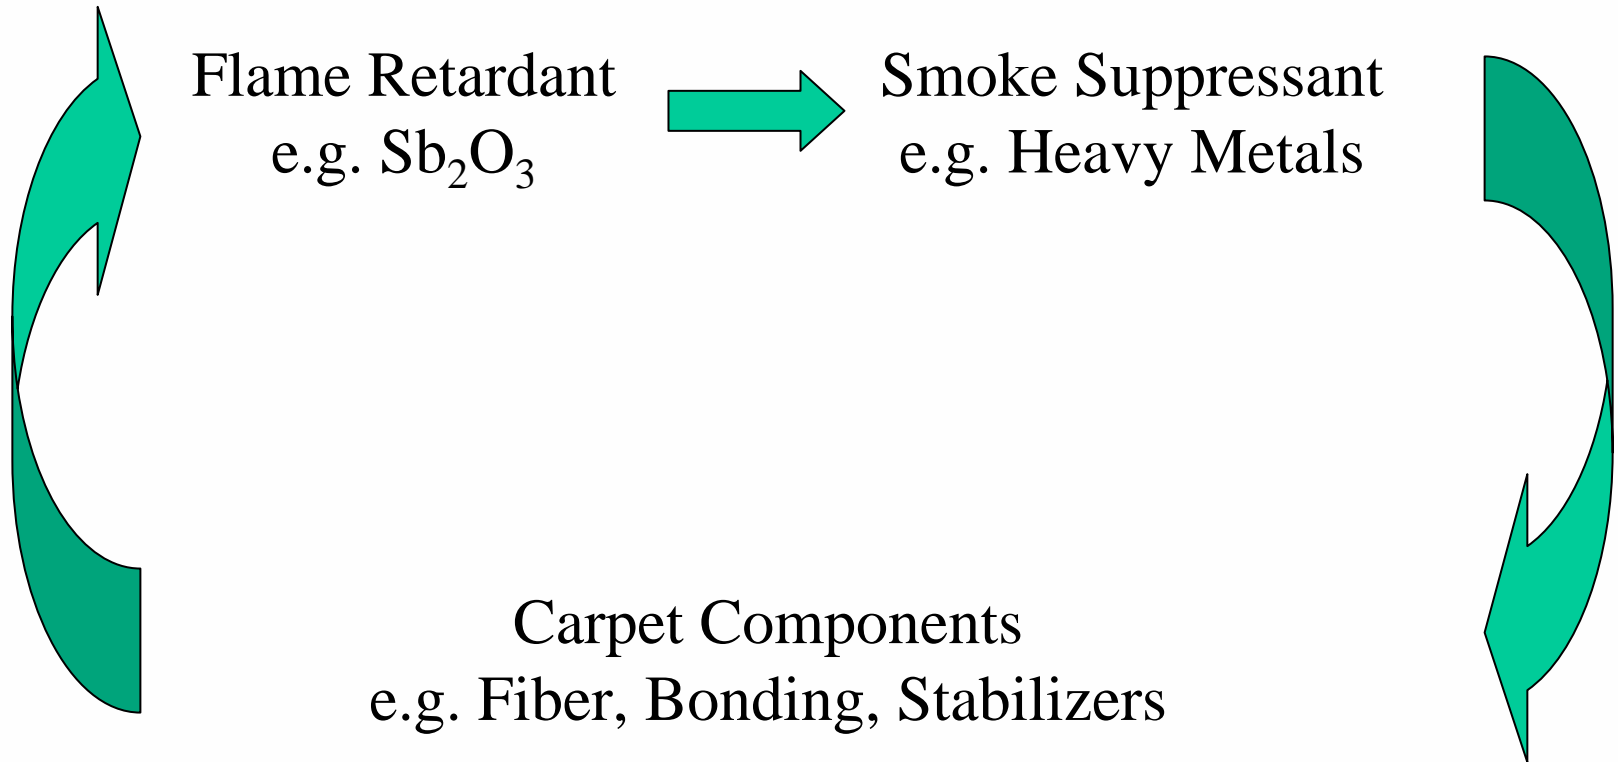 Flame Retardant
e.g. Sb₂O₃
Smoke Suppressant
e.g. Heavy Metals
Carpet Components
e.g. Fiber, Bonding, Stabilizers